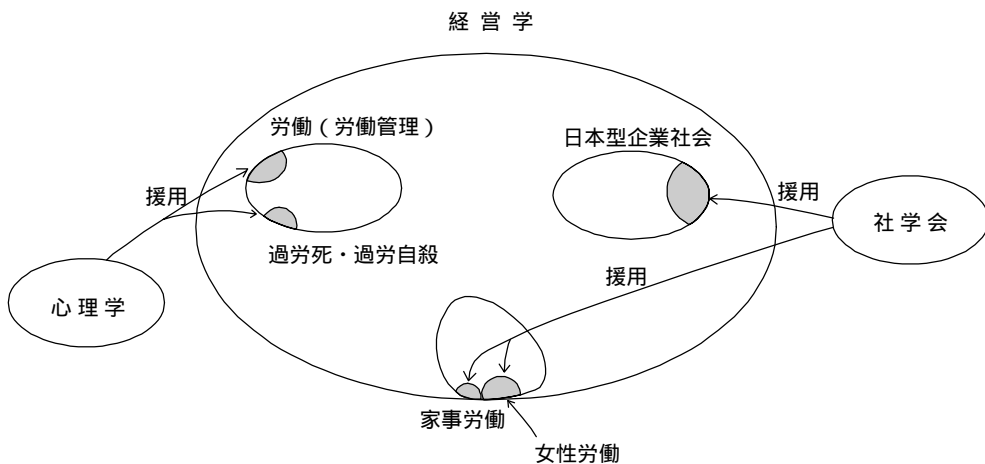 経営学
労働（労働管理）
日本型企業社会
援用
援用
社学会
過労死・過労自殺
援用
心理学
家事労働
女性労働